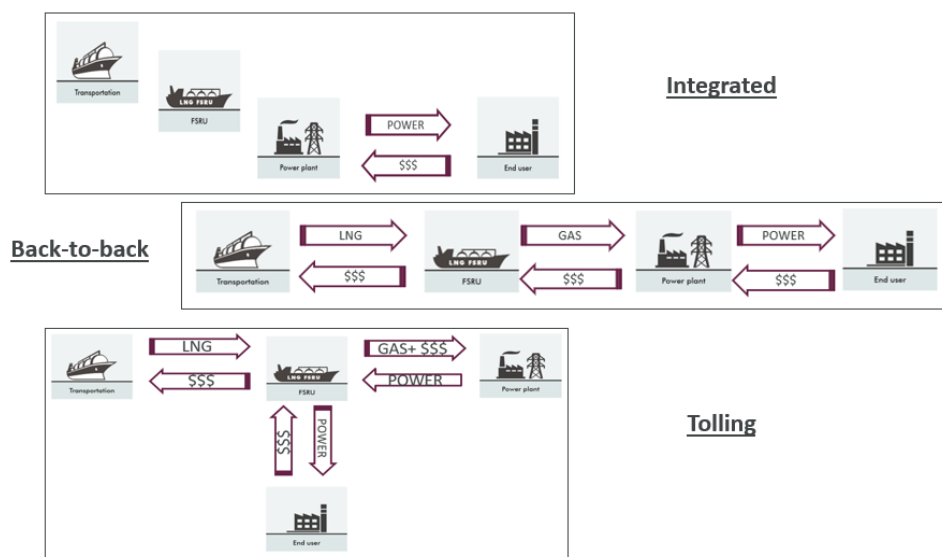 Transportation
LNG FSRU
FSRU
Power plant
POWER
$$$
End user
Integrated
Back-to-back
Transportation
LNG
$$$
LNG FSRU
FSRU
GAS
$$$
Power plant
POWER
$$$
End user
Transportation
LNG
$$$
LNG FSRU
FSRU
GAS+ $$$
POWER
Power plant
$$$
POWER
End user
Tolling